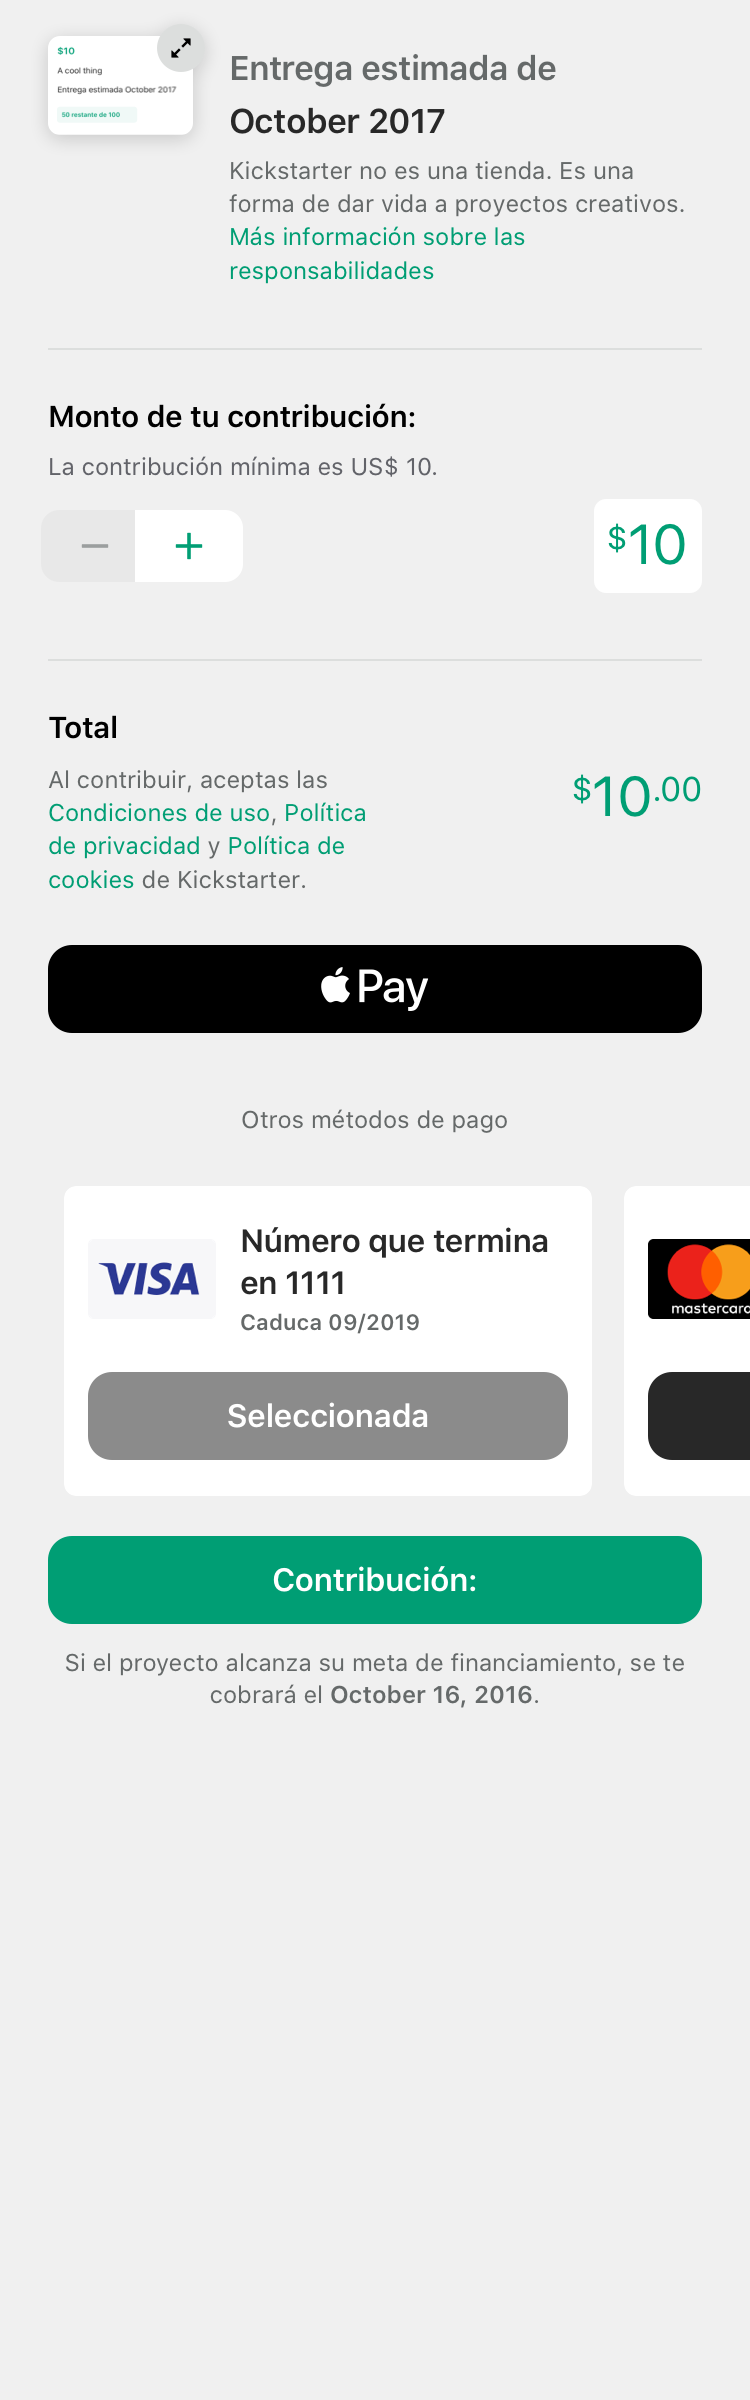 $10
A cool thing
Entrega estimada October 2017
50 restante de 100
Entrega estimada de
October 2017
Kickstarter no es una tienda. Es una
forma de dar vida a proyectos creativos.
Más información sobre las
responsabilidades
Monto de tu contribución:
La contribución mínima es US$ 10.
$10
Total
Al contribuir, aceptas las
Condiciones de uso, Política
de privacidad y Política de
cookies de Kickstarter.
$10.00
Pay
Otros métodos de pago
VISA
Número que termina
en 1111
Caduca 09/2019
Seleccionada
mastercard
Contribución:
Si el proyecto alcanza su meta de financiamiento, se te
cobrará el October 16, 2016.